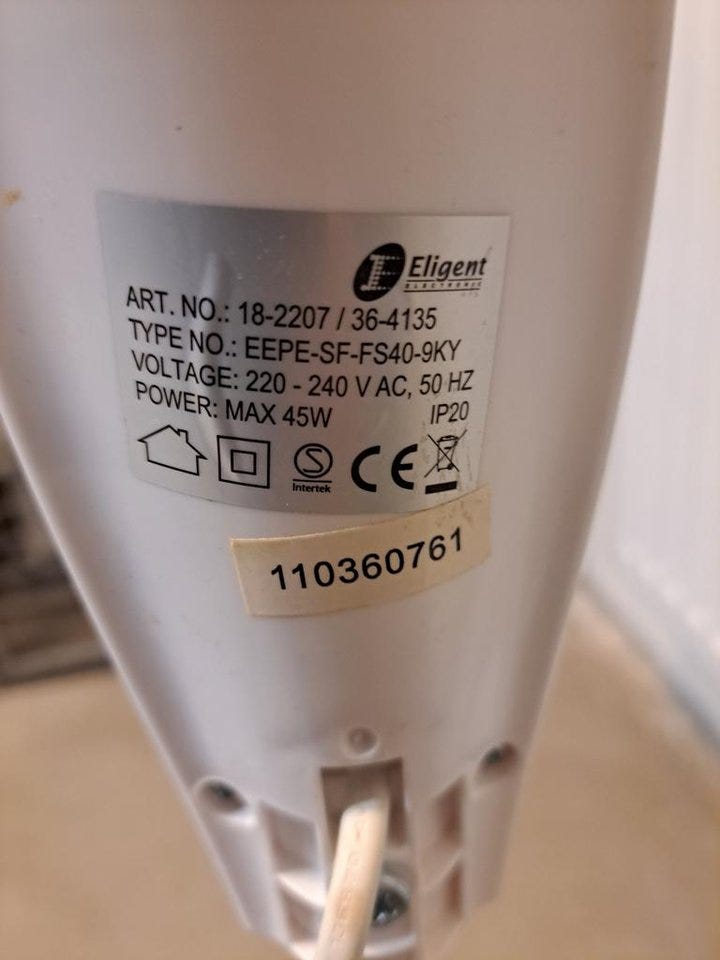 Eligent
ELECTRONIC
ART. NO.: 18-2207 / 36-4135
TYPE NO.: EEPE-SF-FS40-9KY
VOLTAGE: 220 - 240 V AC, 50 HZ
POWER: MAX 45W IP20
S
Intertek
CE
110360761